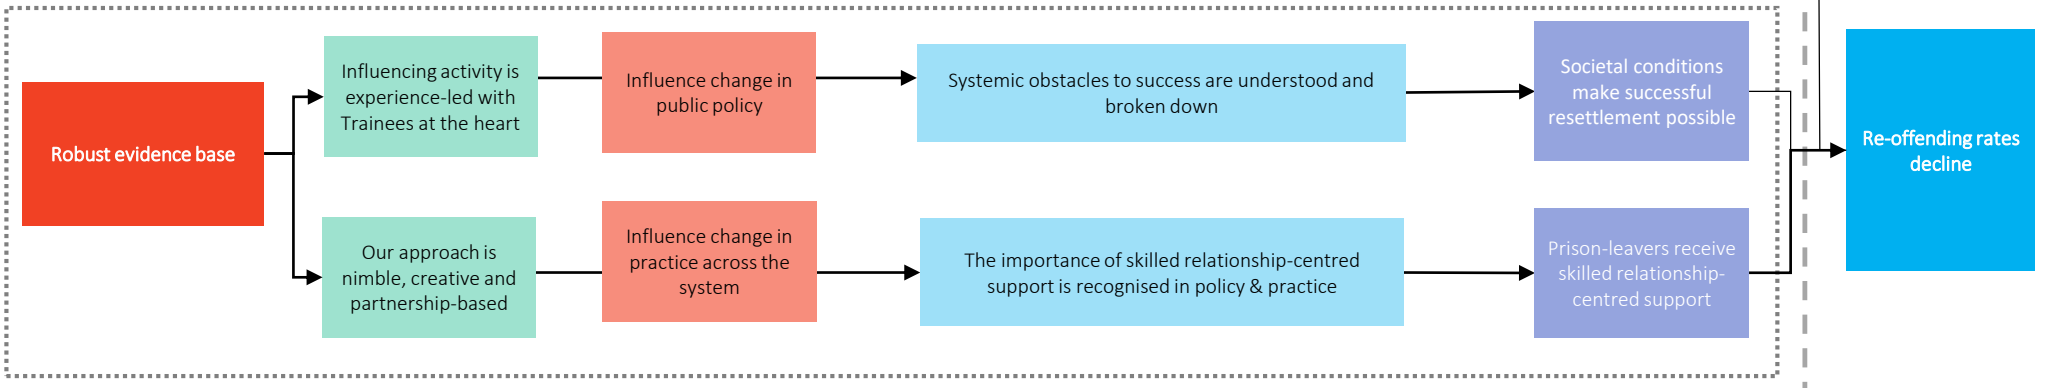 Robust evidence base
Influencing activity is
experience-led with
Trainees at the heart
Influence change in
public policy
Systemic obstacles to success are understood and
broken down
Societal conditions
make successful
resettlement possible
Our approach is
nimble, creative and
partnership-based
Influence change in
practice across the
system
The importance of skilled relationship-centred
support is recognised in policy & practice
Prison-leavers receive
skilled relationship-
centred support
Re-offending rates
decline